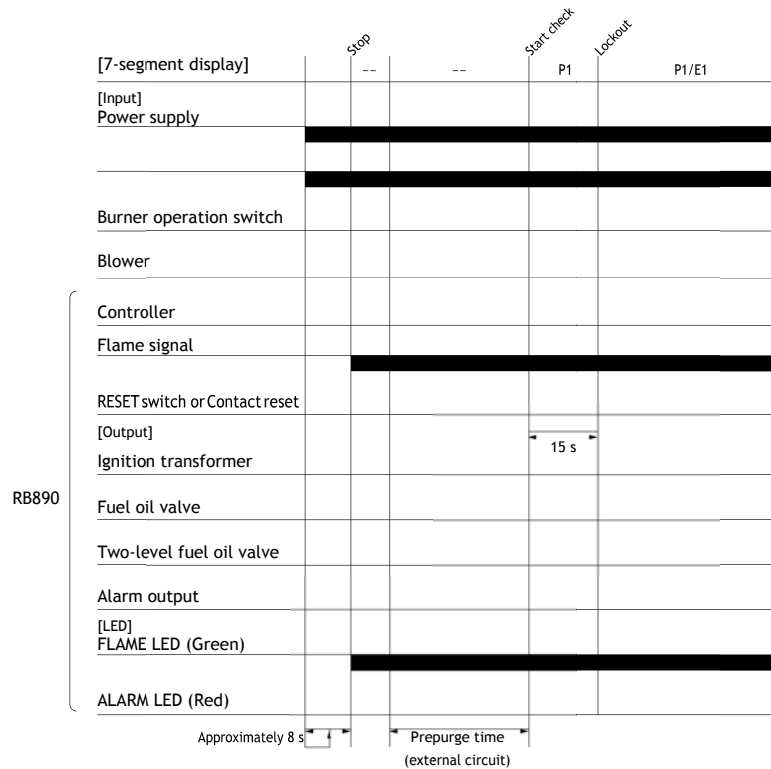 Stop
Start check
Lockout
[7-segment display] -- -- P1 P1/E1
[Input]
Power supply
Burner operation switch
Blower
Controller
Flame signal
RESET switch or Contact reset
[Output]
15 s
Ignition transformer
RB890
Fuel oil valve
Two-level fuel oil valve
Alarm output
[LED]
FLAME LED (Green)
ALARM LED (Red)
Approximately 8 s
Prepurge time
(external circuit)